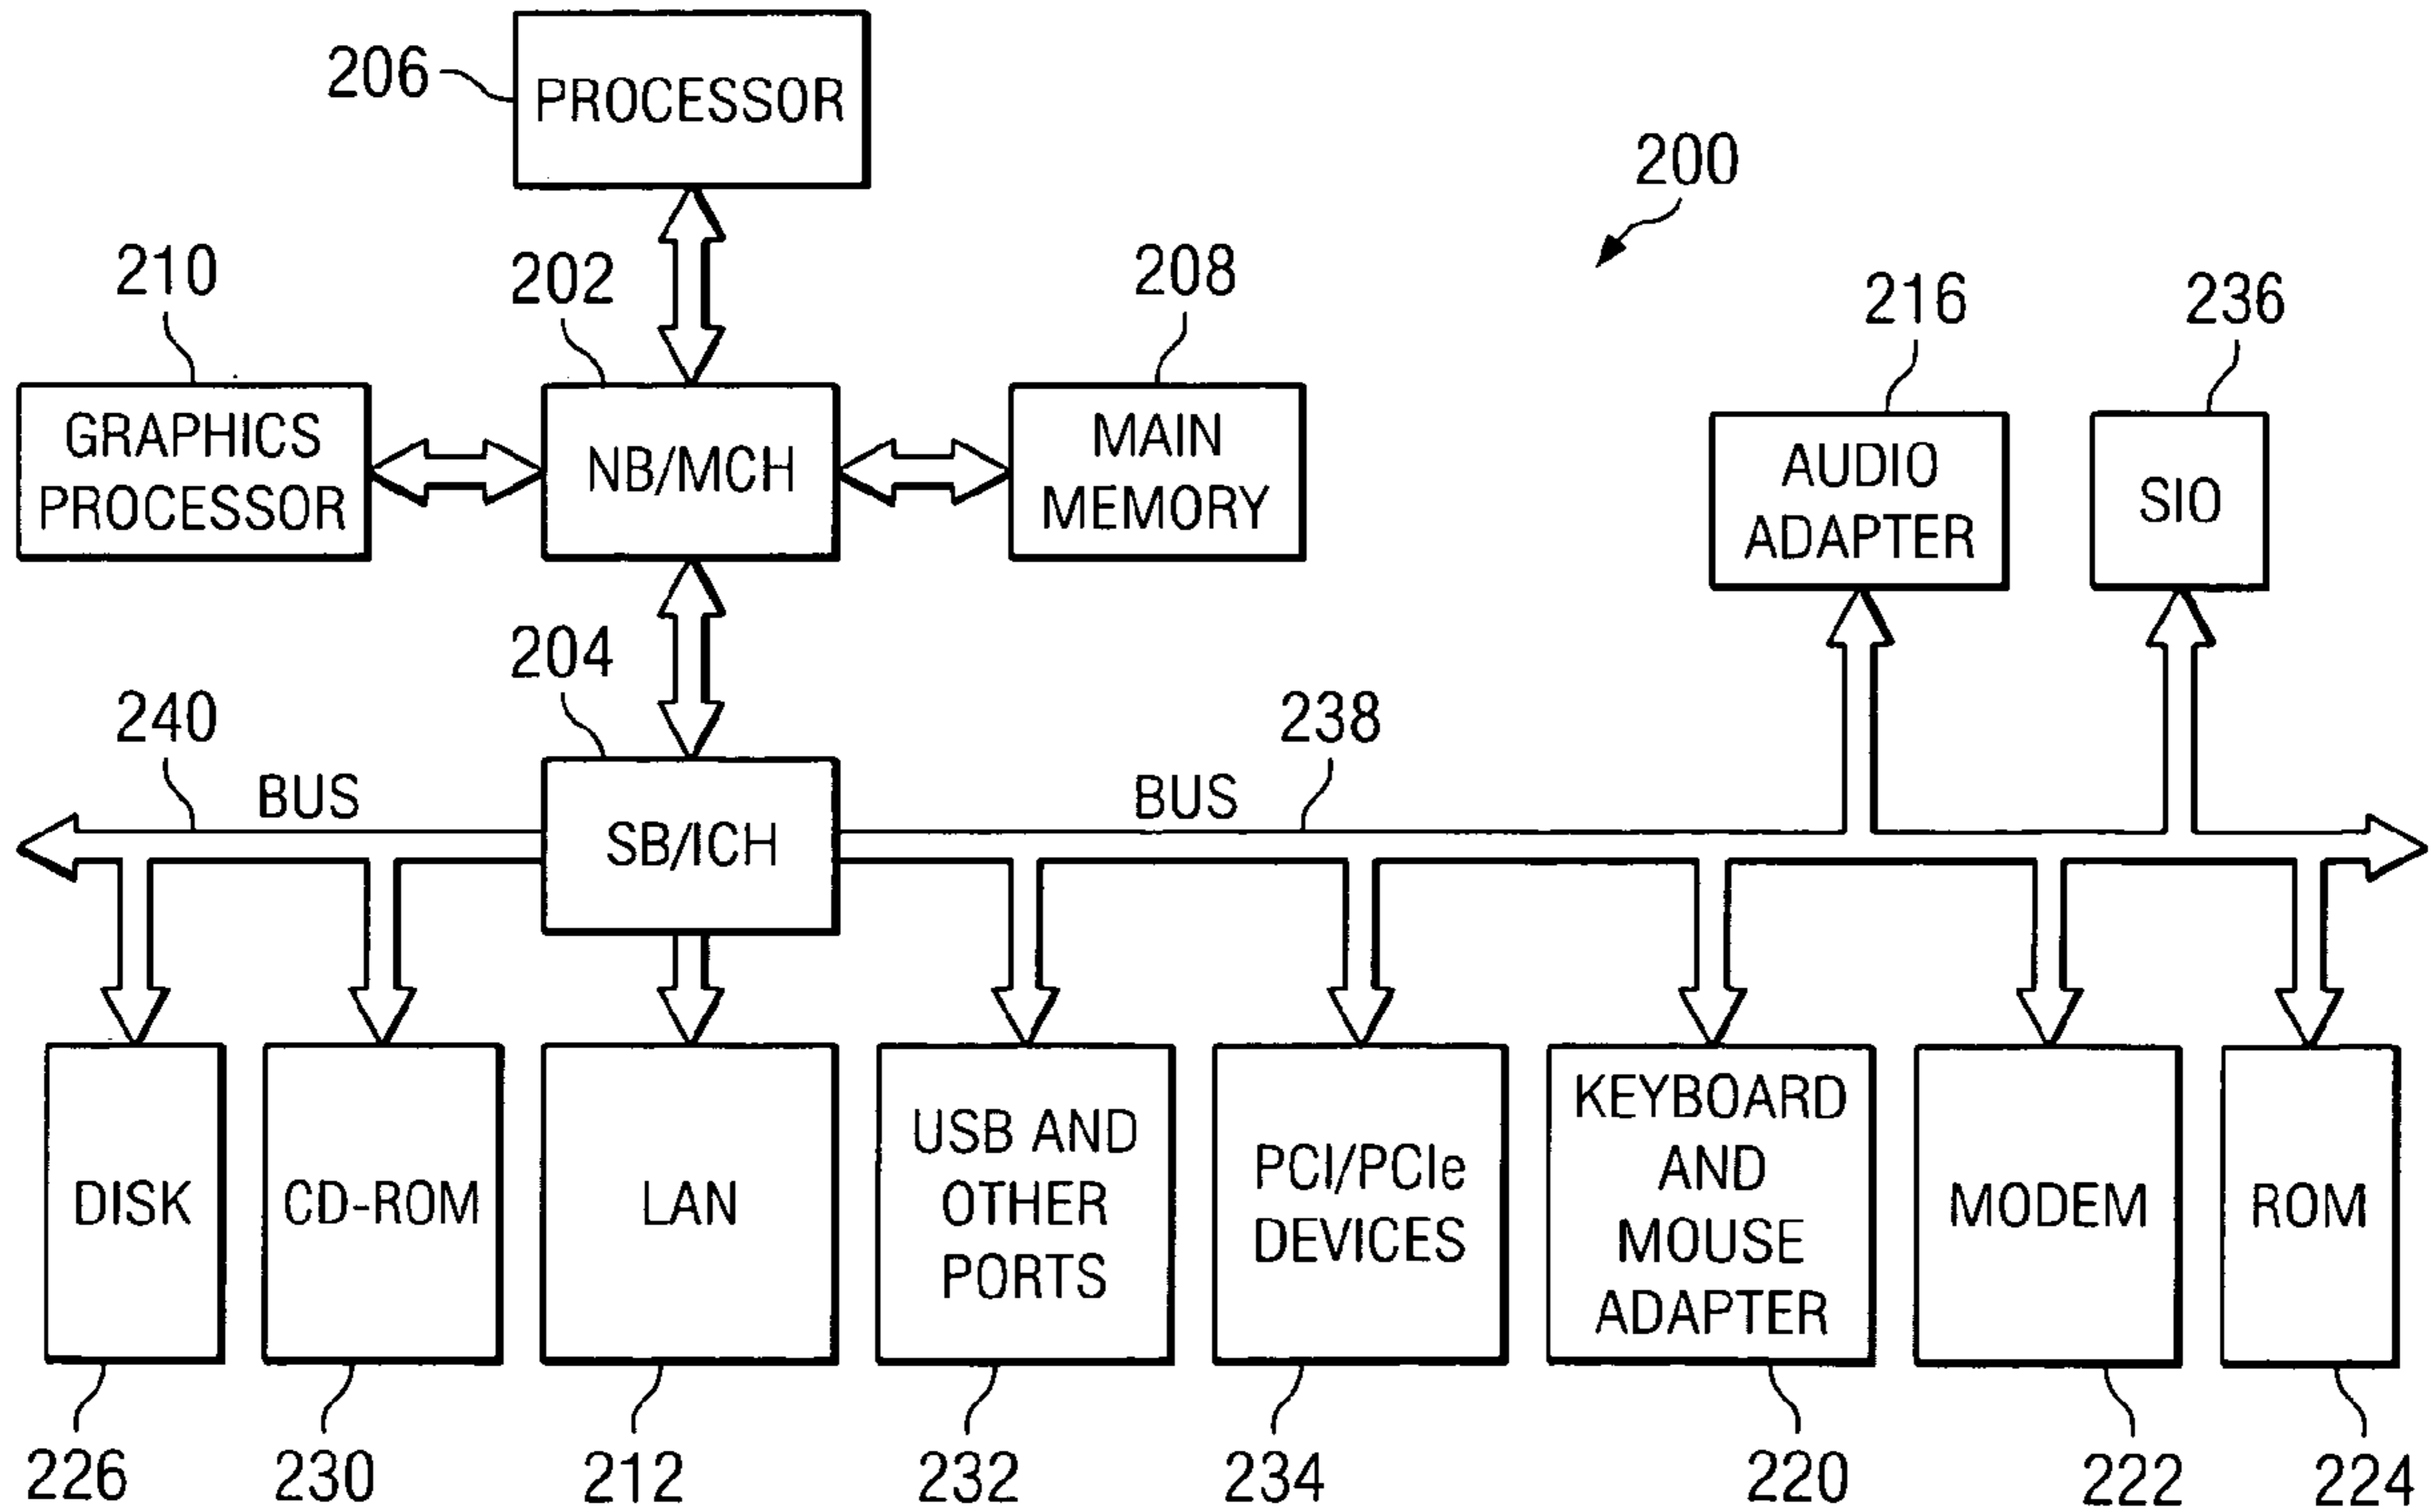 206
PROCESSOR
200
210
202
208
216
236
GRAPHICS
PROCESSOR
NB/MCH
MAIN
MEMORY
AUDIO
ADAPTER
SIO
204
240
BUS
238
BUS
SB/ICH
DISK
CD-ROM
LAN
USB AND
OTHER
PORTS
PCI/PCIe
DEVICES
KEYBOARD
AND
MOUSE
ADAPTER
MODEM
ROM
226
230
212
232
234
220
222
224